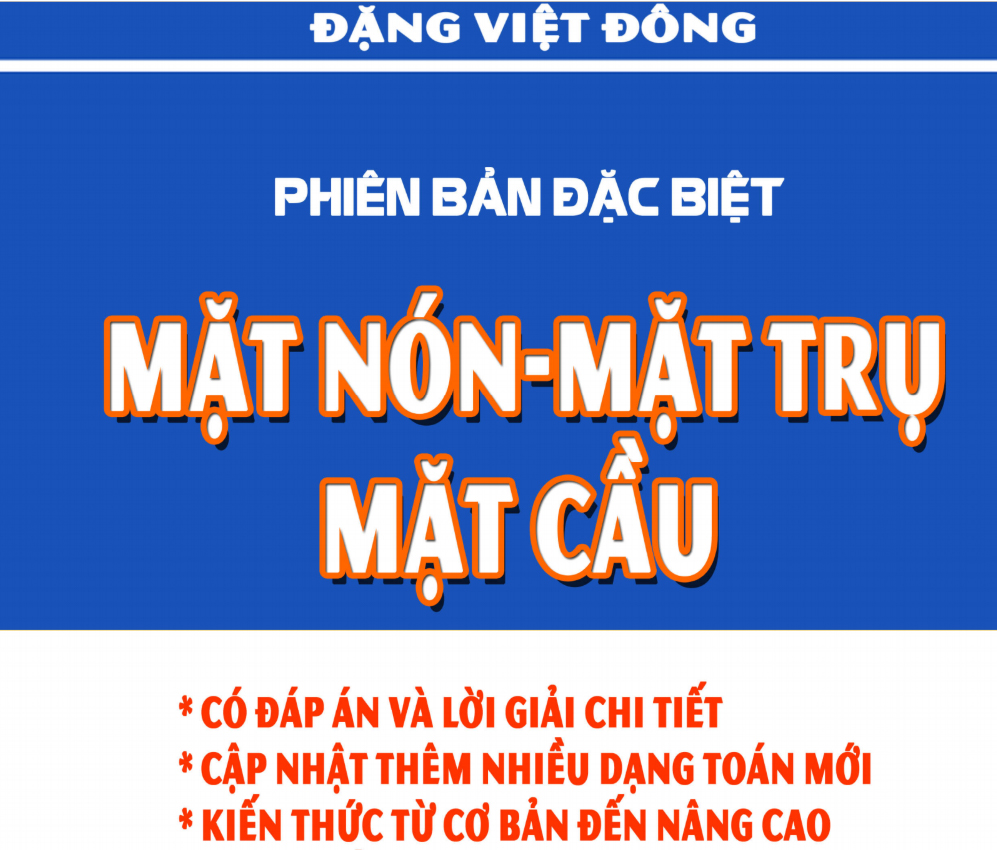 ĐẶNG VIỆT ĐÔNG
PHIÊN BẢN ĐẶC BIỆT
MẶT NÓN-MẶT TRỤ
MẶT CẦU
* CÓ ĐÁP ÁN VÀ LỜI GIẢI CHI TIẾT
* CẬP NHẬT THÊM NHIỀU DẠNG TOÁN MỚI
* KIẾN THỨC TỪ CƠ BẢN ĐẾN NÂNG CAO